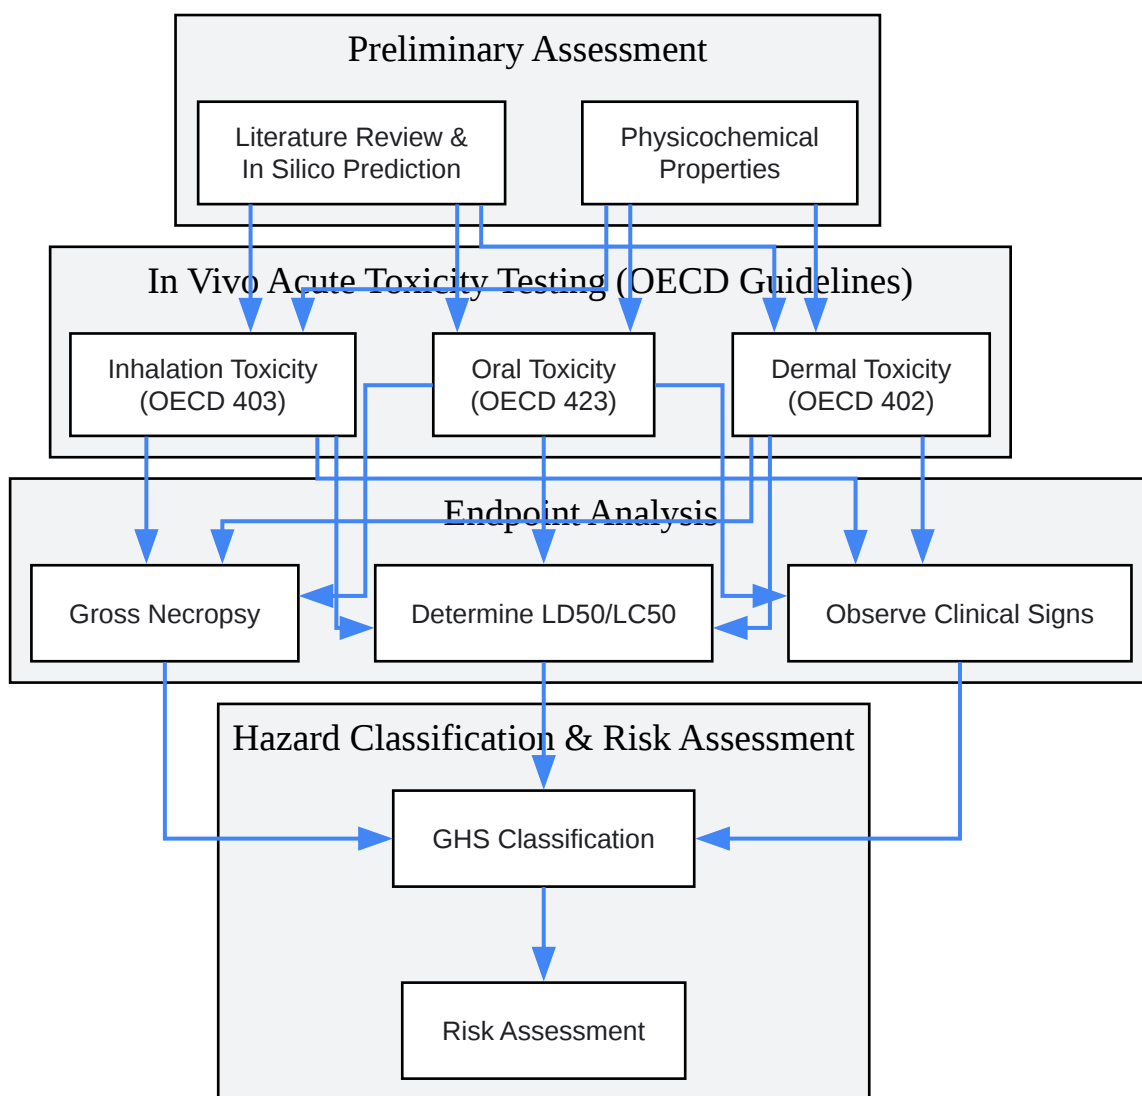 Preliminary Assessment
Literature Review &
In Silico Prediction
Physicochemical
Properties
In Vivo Acute Toxicity Testing (OECD Guidelines)
Inhalation Toxicity
(OECD 403)
Oral Toxicity
(OECD 423)
Dermal Toxicity
(OECD 402)
Endpoint Analysis
Gross Necropsy
Determine LD50/LC50
Observe Clinical Signs
Hazard Classification & Risk Assessment
GHS Classification
Risk Assessment